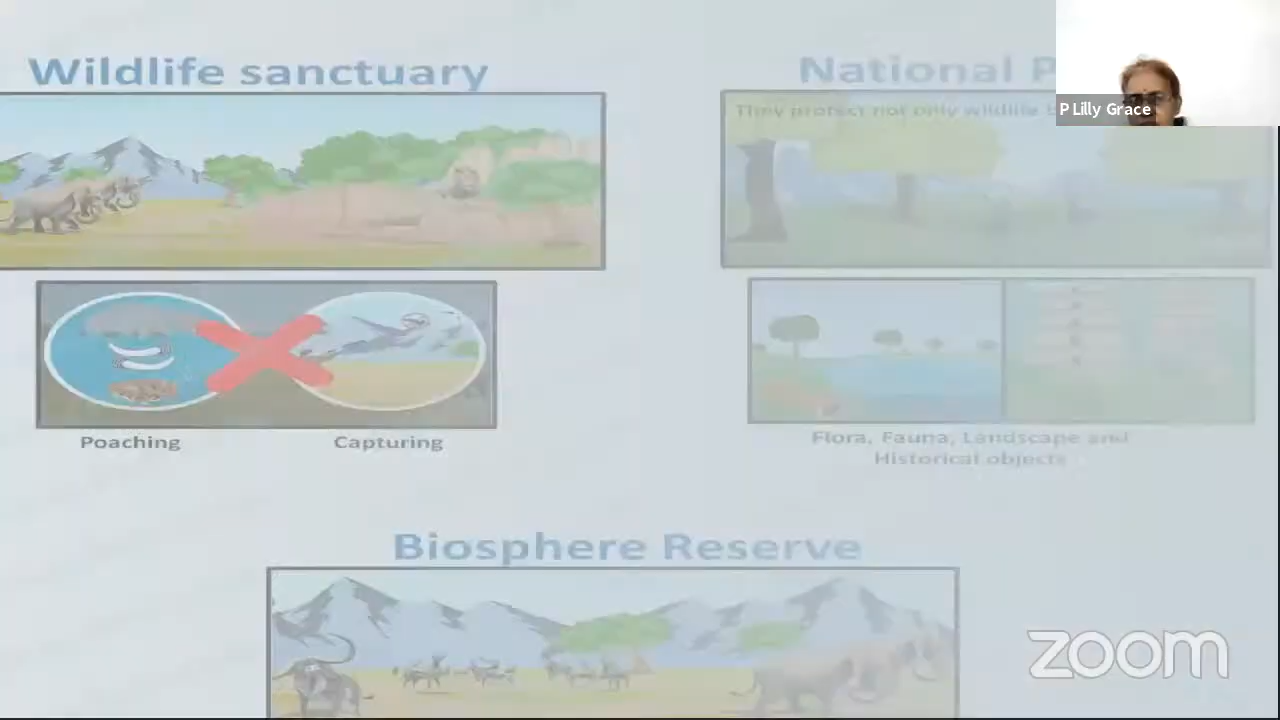 Wildlife sanctuary
National P
P Lilly Grace
They protect not only wildlife
Poaching
Capturing
Flora, Fauna, Landscape and
Historical objects
Biosphere Reserve
zoom